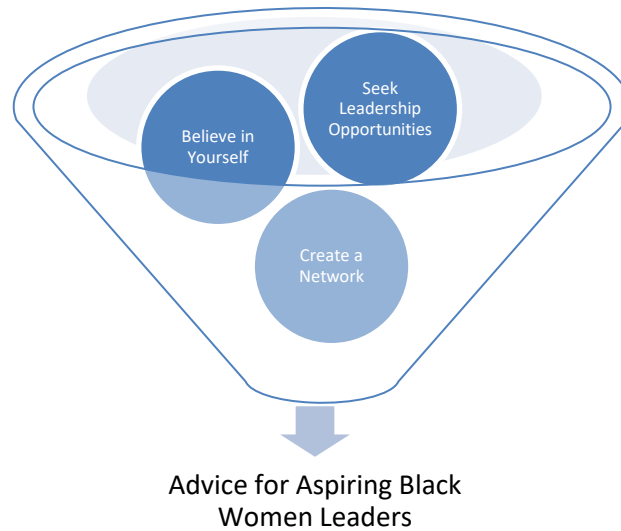 Seek
Leadership
Opportunities
Believe in
Yourself
Create a
Network
Advice for Aspiring Black
Women Leaders